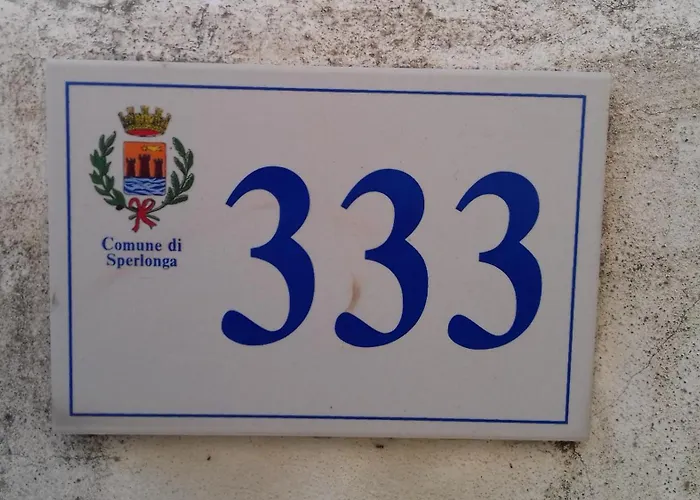 Comune di
Sperlonga
333